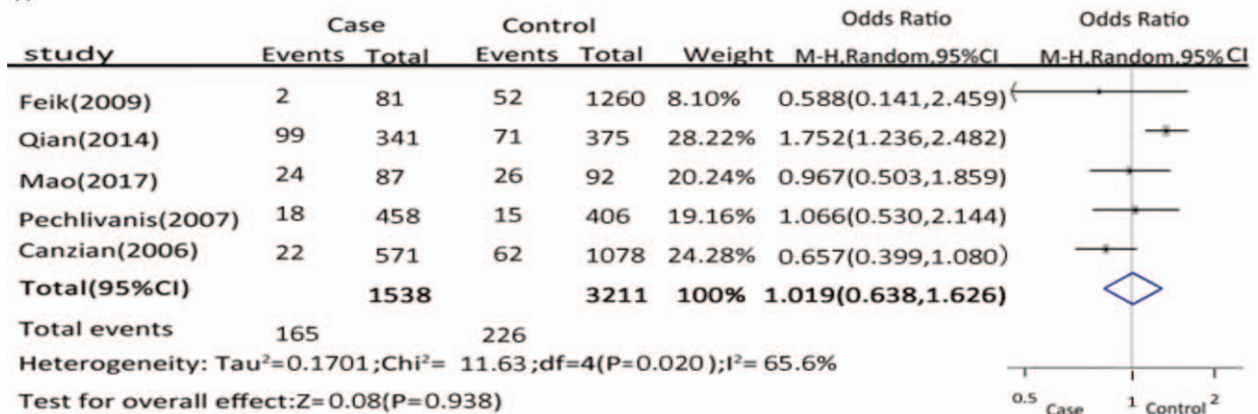 Case Control Odds Ratio Odds Ratio
study Events Total Events Total Weight M-H,Random,95%CI M-H,Random,95%CI
Feik(2009) 2 81 52 1260 8.10% 0.588(0.141,2.459)
Qian(2014) 99 341 71 375 28.22% 1.752(1.236,2.482)
Mao(2017) 24 87 26 92 20.24% 0.967(0.503,1.859)
Pechlivanis(2007) 18 458 15 406 19.16% 1.066(0.530,2.144)
Canzian(2006) 22 571 62 1078 24.28% 0.657(0.399,1.080)
Total(95%CI) 1538 3211 100% 1.019(0.638,1.626)
Total events 165 226
Heterogeneity: Tau²=0.1701;Chi²= 11.63;df=4(P=0.020);I²= 65.6%
Test for overall effect:Z=0.08(P=0.938)
0.5 1 2
Case Control